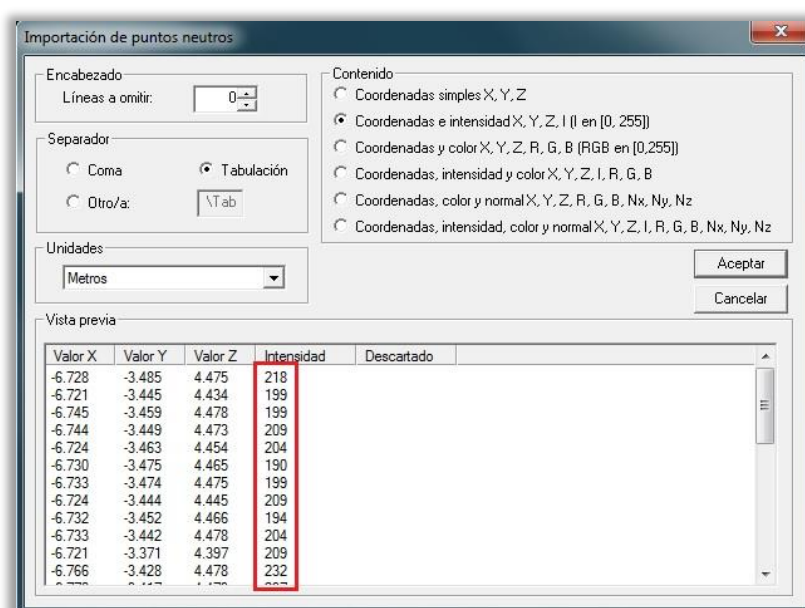 Importación de puntos neutros
Encabezado
Líneas a omitir: 0
Separador
Coma
Tabulación
Otro/a: \Tab
Unidades
Metros
Contenido
Coordenadas simples X, Y, Z
Coordenadas e intensidad X, Y, Z, I (I en [0, 255])
Coordenadas y color X, Y, Z, R, G, B (RGB en [0,255])
Coordenadas, intensidad y color X, Y, Z, I, R, G, B
Coordenadas, color y normal X, Y, Z, R, G, B, Nx, Ny, Nz
Coordenadas, intensidad, color y normal X, Y, Z, I, R, G, B, Nx, Ny, Nz
Aceptar
Cancelar
Vista previa
Valor X Valor Y Valor Z Intensidad Descartado
-6.728 -3.485 4.475 218
-6.721 -3.445 4.434 199
-6.745 -3.459 4.478 199
-6.744 -3.449 4.473 209
-6.724 -3.463 4.454 204
-6.730 -3.475 4.465 190
-6.733 -3.474 4.475 199
-6.724 -3.444 4.445 209
-6.732 -3.452 4.466 194
-6.733 -3.442 4.478 204
-6.721 -3.371 4.397 209
-6.766 -3.428 4.478 232